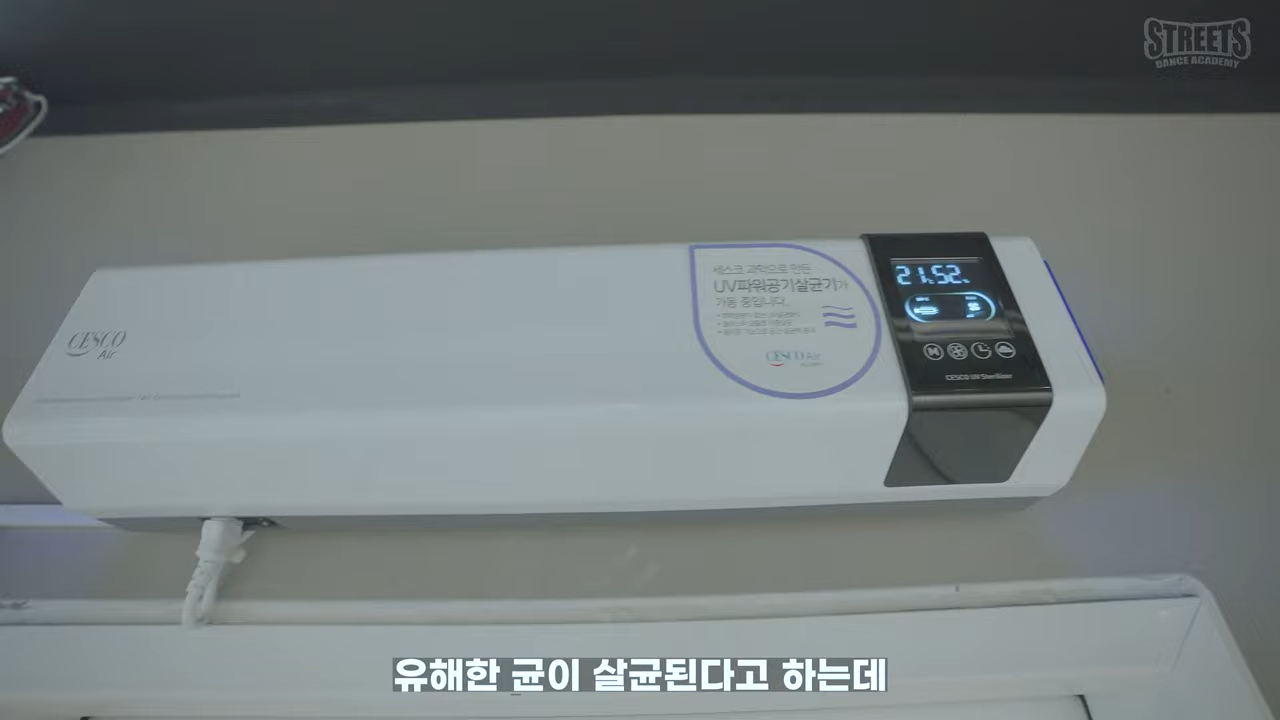 STREETS
DANCE ACADEMY
세스코 과학으로 만든
UV파워공기살균기가
가동 중입니다.
CESCO Air
21:52
CESCO
Air
CESCO UV Sterilizer
유해한 균이 살균된다고 하는데